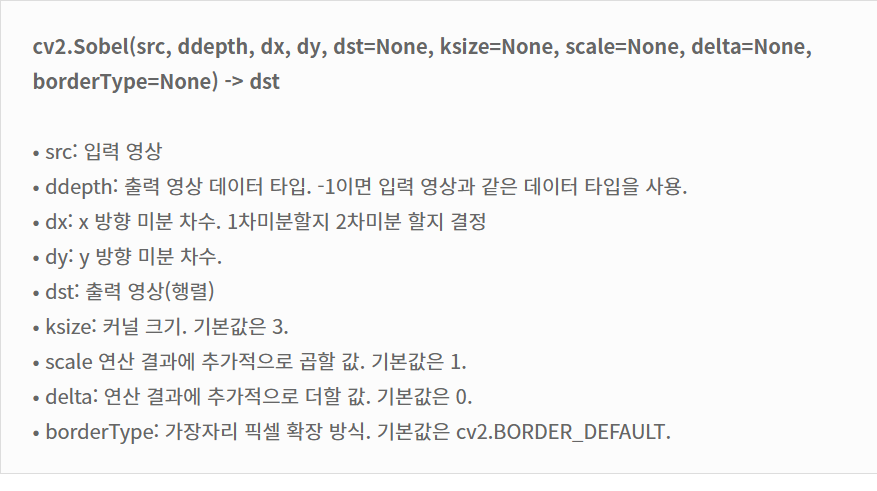 cv2.Sobel(src, ddepth, dx, dy, dst=None, ksize=None, scale=None, delta=None,
borderType=None) -> dst
• src: 입력 영상
• ddepth: 출력 영상 데이터 타입. -1이면 입력 영상과 같은 데이터 타입을 사용.
• dx: x 방향 미분 차수. 1차미분할지 2차미분 할지 결정
• dy: y 방향 미분 차수.
• dst: 출력 영상(행렬)
• ksize: 커널 크기. 기본값은 3.
• scale 연산 결과에 추가적으로 곱할 값. 기본값은 1.
• delta: 연산 결과에 추가적으로 더할 값. 기본값은 0.
• borderType: 가장자리 픽셀 확장 방식. 기본값은 cv2.BORDER_DEFAULT.